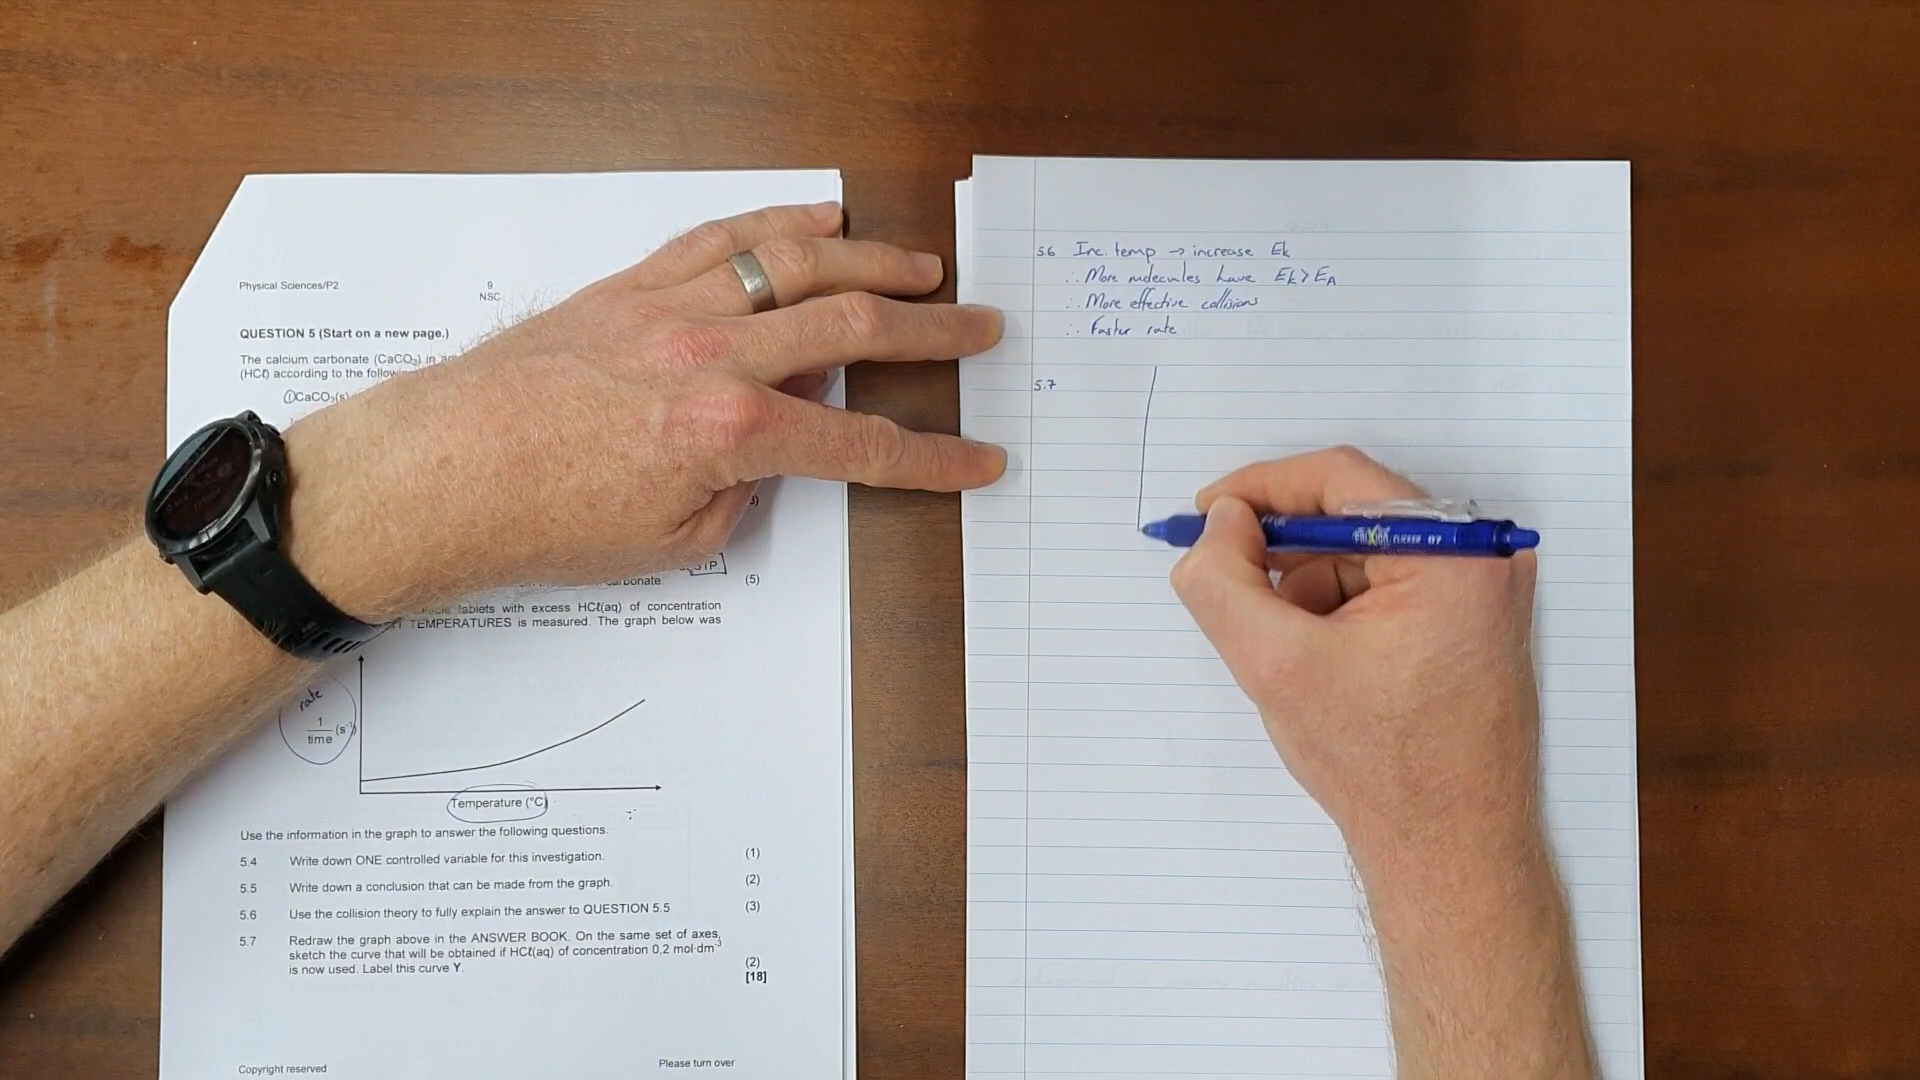 Physical Sciences/P2
9
NSC
QUESTION 5 (Start on a new page.)
The calcium carbonate (CaCO₃) in
(HCℓ) according to the
① CaCO₃(s)
STP.
carbonate. (5)
tablets with excess HCℓ(aq) of concentration
TEMPERATURES is measured. The graph below was
rate
1
time (s⁻¹)
Temperature (°C)
Use the information in the graph to answer the following questions.
5.4 Write down ONE controlled variable for this investigation. (1)
5.5 Write down a conclusion that can be made from the graph. (2)
5.6 Use the collision theory to fully explain the answer to QUESTION 5.5 (3)
5.7 Redraw the graph above in the ANSWER BOOK. On the same set of axes,
sketch the curve that will be obtained if HCℓ(aq) of concentration 0,2 mol·dm⁻³
is now used. Label this curve Y. (2)
[18]
Copyright reserved
Please turn over
5.6 Inc. temp → increase Ek
∴ More molecules have Ek > EA
∴ More effective collisions
∴ Faster rate
5.7
FRIXION CLICKER 07